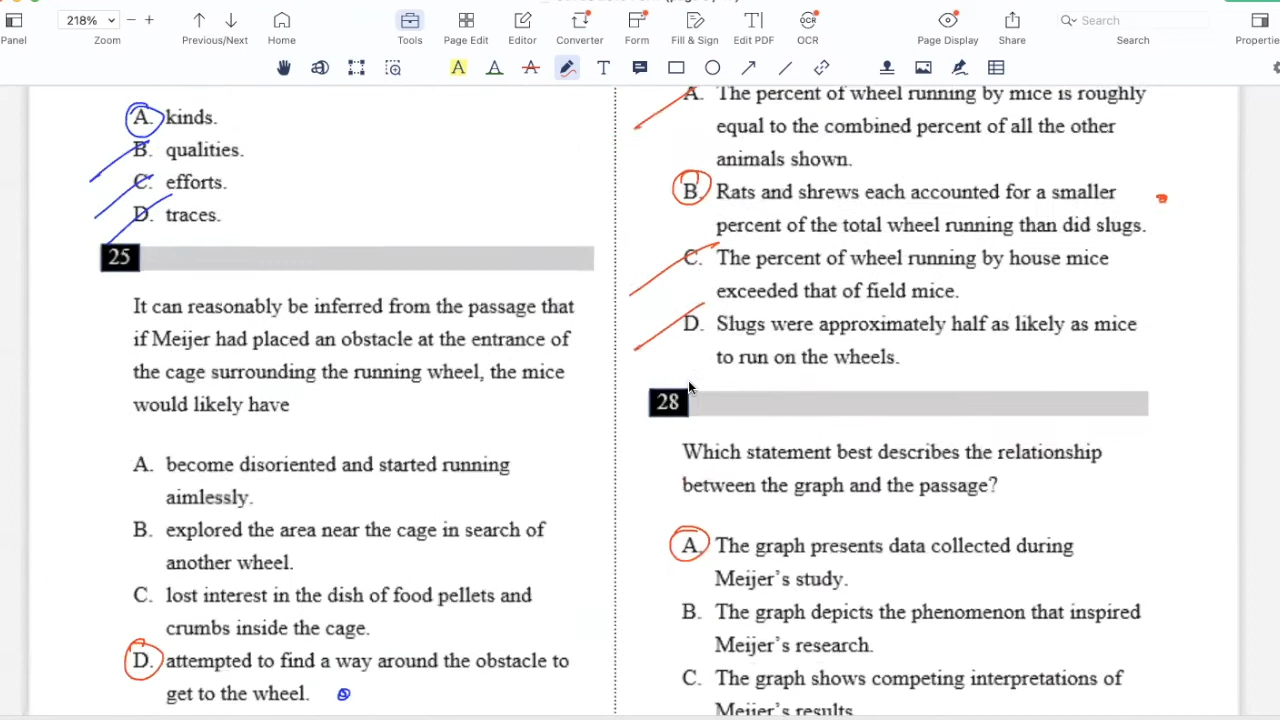 218%
Panel
Zoom
Previous/Next
Home
Tools
Page Edit
Editor
Converter
Form
Fill & Sign
Edit PDF
OCR
OCR
Page Display
Share
Search
Search
Propertie
A. kinds.
B. qualities.
C. efforts.
D. traces.
25
It can reasonably be inferred from the passage that
if Meijer had placed an obstacle at the entrance of
the cage surrounding the running wheel, the mice
would likely have
A. become disoriented and started running
aimlessly.
B. explored the area near the cage in search of
another wheel.
C. lost interest in the dish of food pellets and
crumbs inside the cage.
D. attempted to find a way around the obstacle to
get to the wheel.
A. The percent of wheel running by mice is roughly
equal to the combined percent of all the other
animals shown.
B. Rats and shrews each accounted for a smaller
percent of the total wheel running than did slugs.
C. The percent of wheel running by house mice
exceeded that of field mice.
D. Slugs were approximately half as likely as mice
to run on the wheels.
28
Which statement best describes the relationship
between the graph and the passage?
A. The graph presents data collected during
Meijer's study.
B. The graph depicts the phenomenon that inspired
Meijer's research.
C. The graph shows competing interpretations of
Meijer's results.